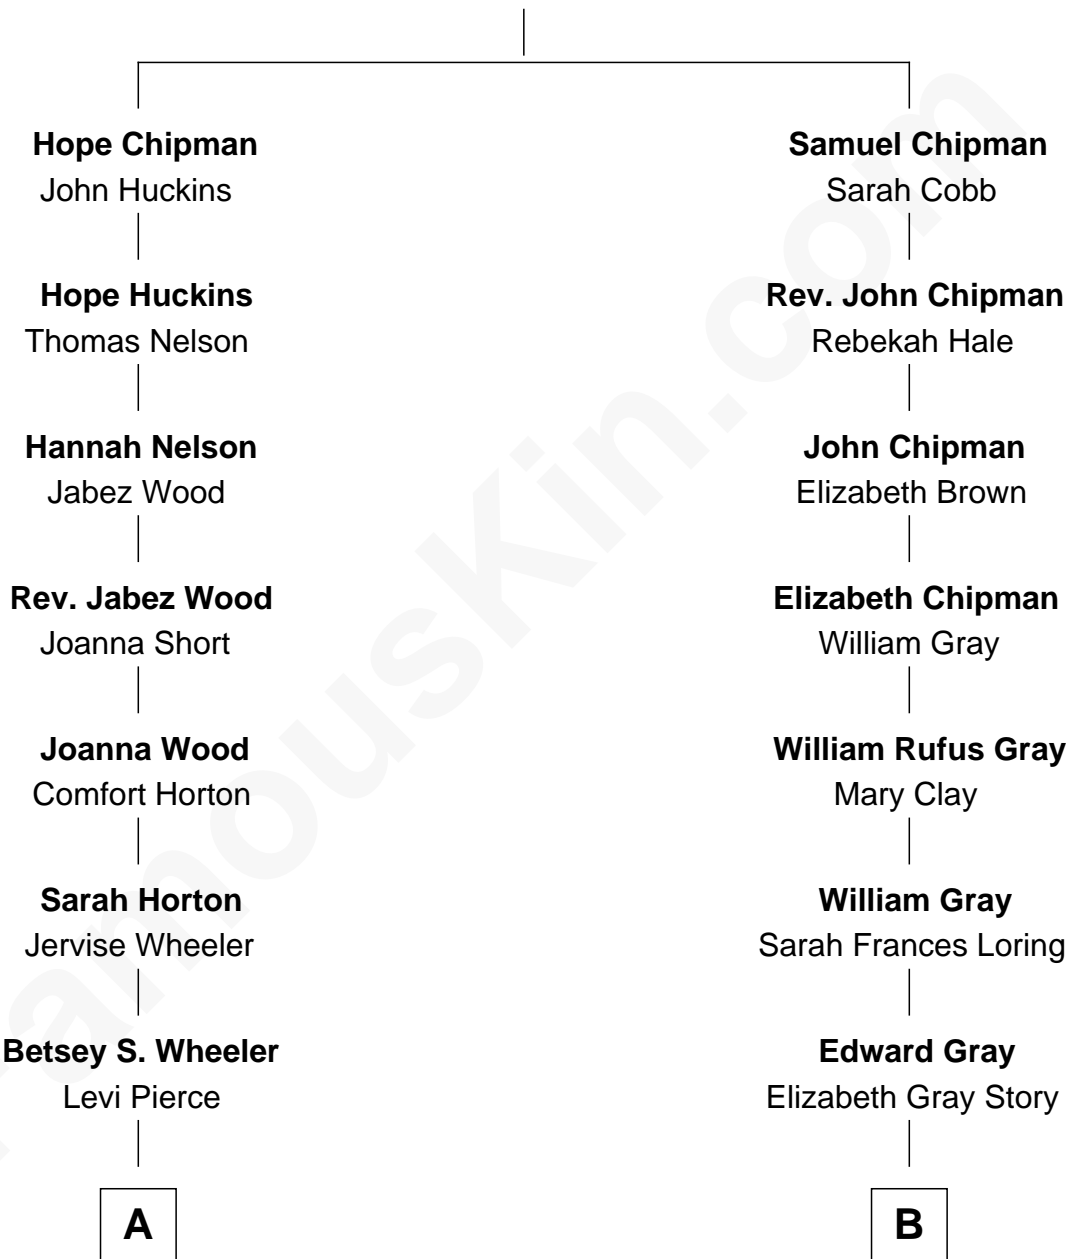 Hope Chipman
John Huckins
Hope Huckins
Thomas Nelson
Hannah Nelson
Jabez Wood
Rev. Jabez Wood
Joanna Short
Joanna Wood
Comfort Horton
Sarah Horton
Jervise Wheeler
Betsey S. Wheeler
Levi Pierce
A
Samuel Chipman
Sarah Cobb
Rev. John Chipman
Rebekah Hale
John Chipman
Elizabeth Brown
Elizabeth Chipman
William Gray
William Rufus Gray
Mary Clay
William Gray
Sarah Frances Loring
Edward Gray
Elizabeth Gray Story
B
FamousKin.com